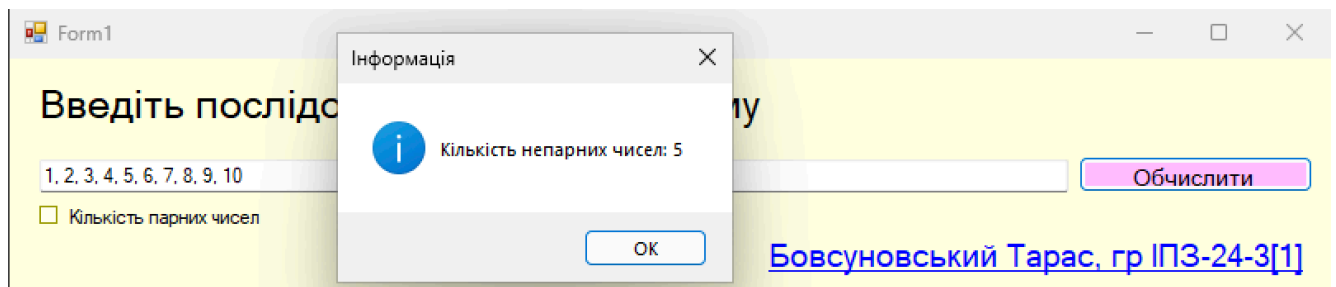 Form1
Інформація
Введіть послідо
му
Кількість непарних чисел: 5
1, 2, 3, 4, 5, 6, 7, 8, 9, 10
Обчислити
Кількість парних чисел
OK
Бовсуновський Тарас, гр ІПЗ-24-3[1]